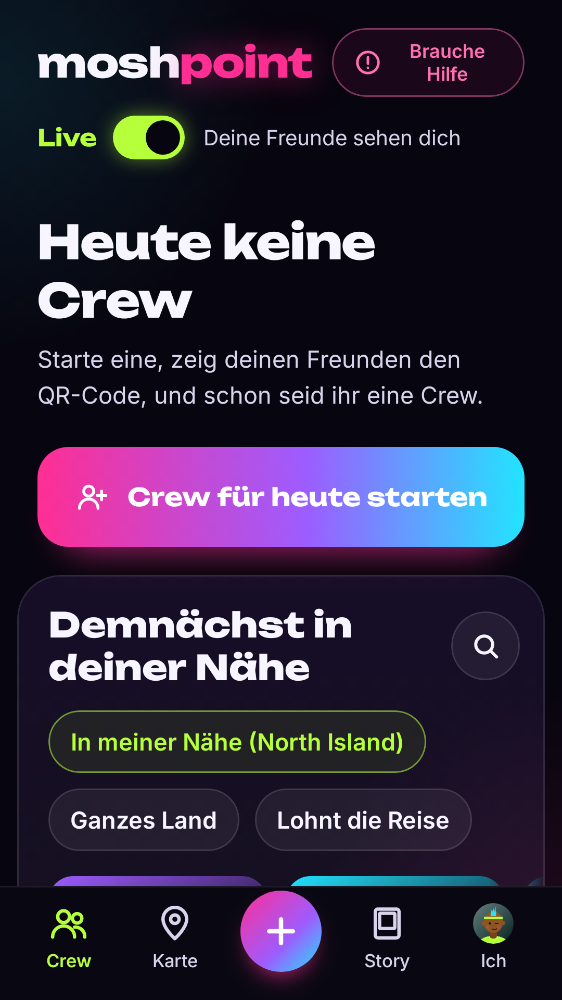 moshpoint
Brauche
Hilfe
Live
Deine Freunde sehen dich
Heute keine
Crew
Starte eine, zeig deinen Freunden den
QR-Code, und schon seid ihr eine Crew.
Crew für heute starten
Demnächst in
deiner Nähe
In meiner Nähe (North Island)
Ganzes Land
Lohnt die Reise
Crew
Karte
Story
Ich